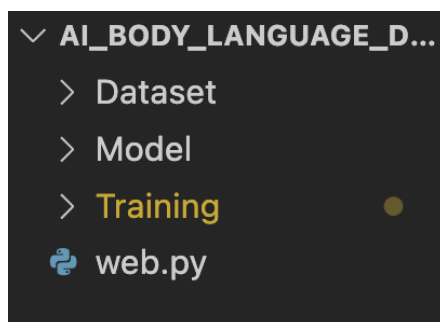 AI_BODY_LANGUAGE_D...
Dataset
Model
Training
web.py